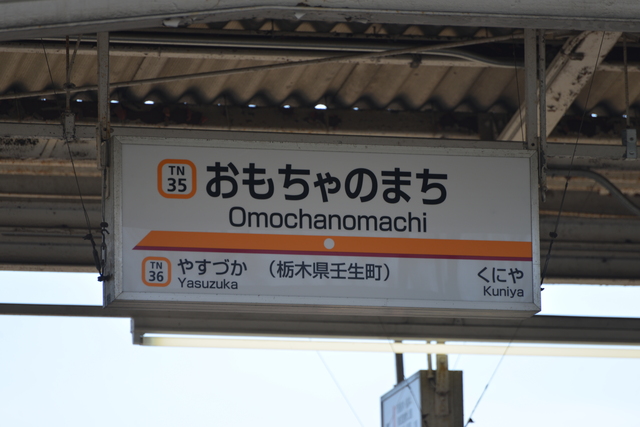 TN
35
おもちゃのまち
Omochanomachi
TN
36
やすづか
Yasuzuka
(栃木県壬生町)
くにや
Kuniya